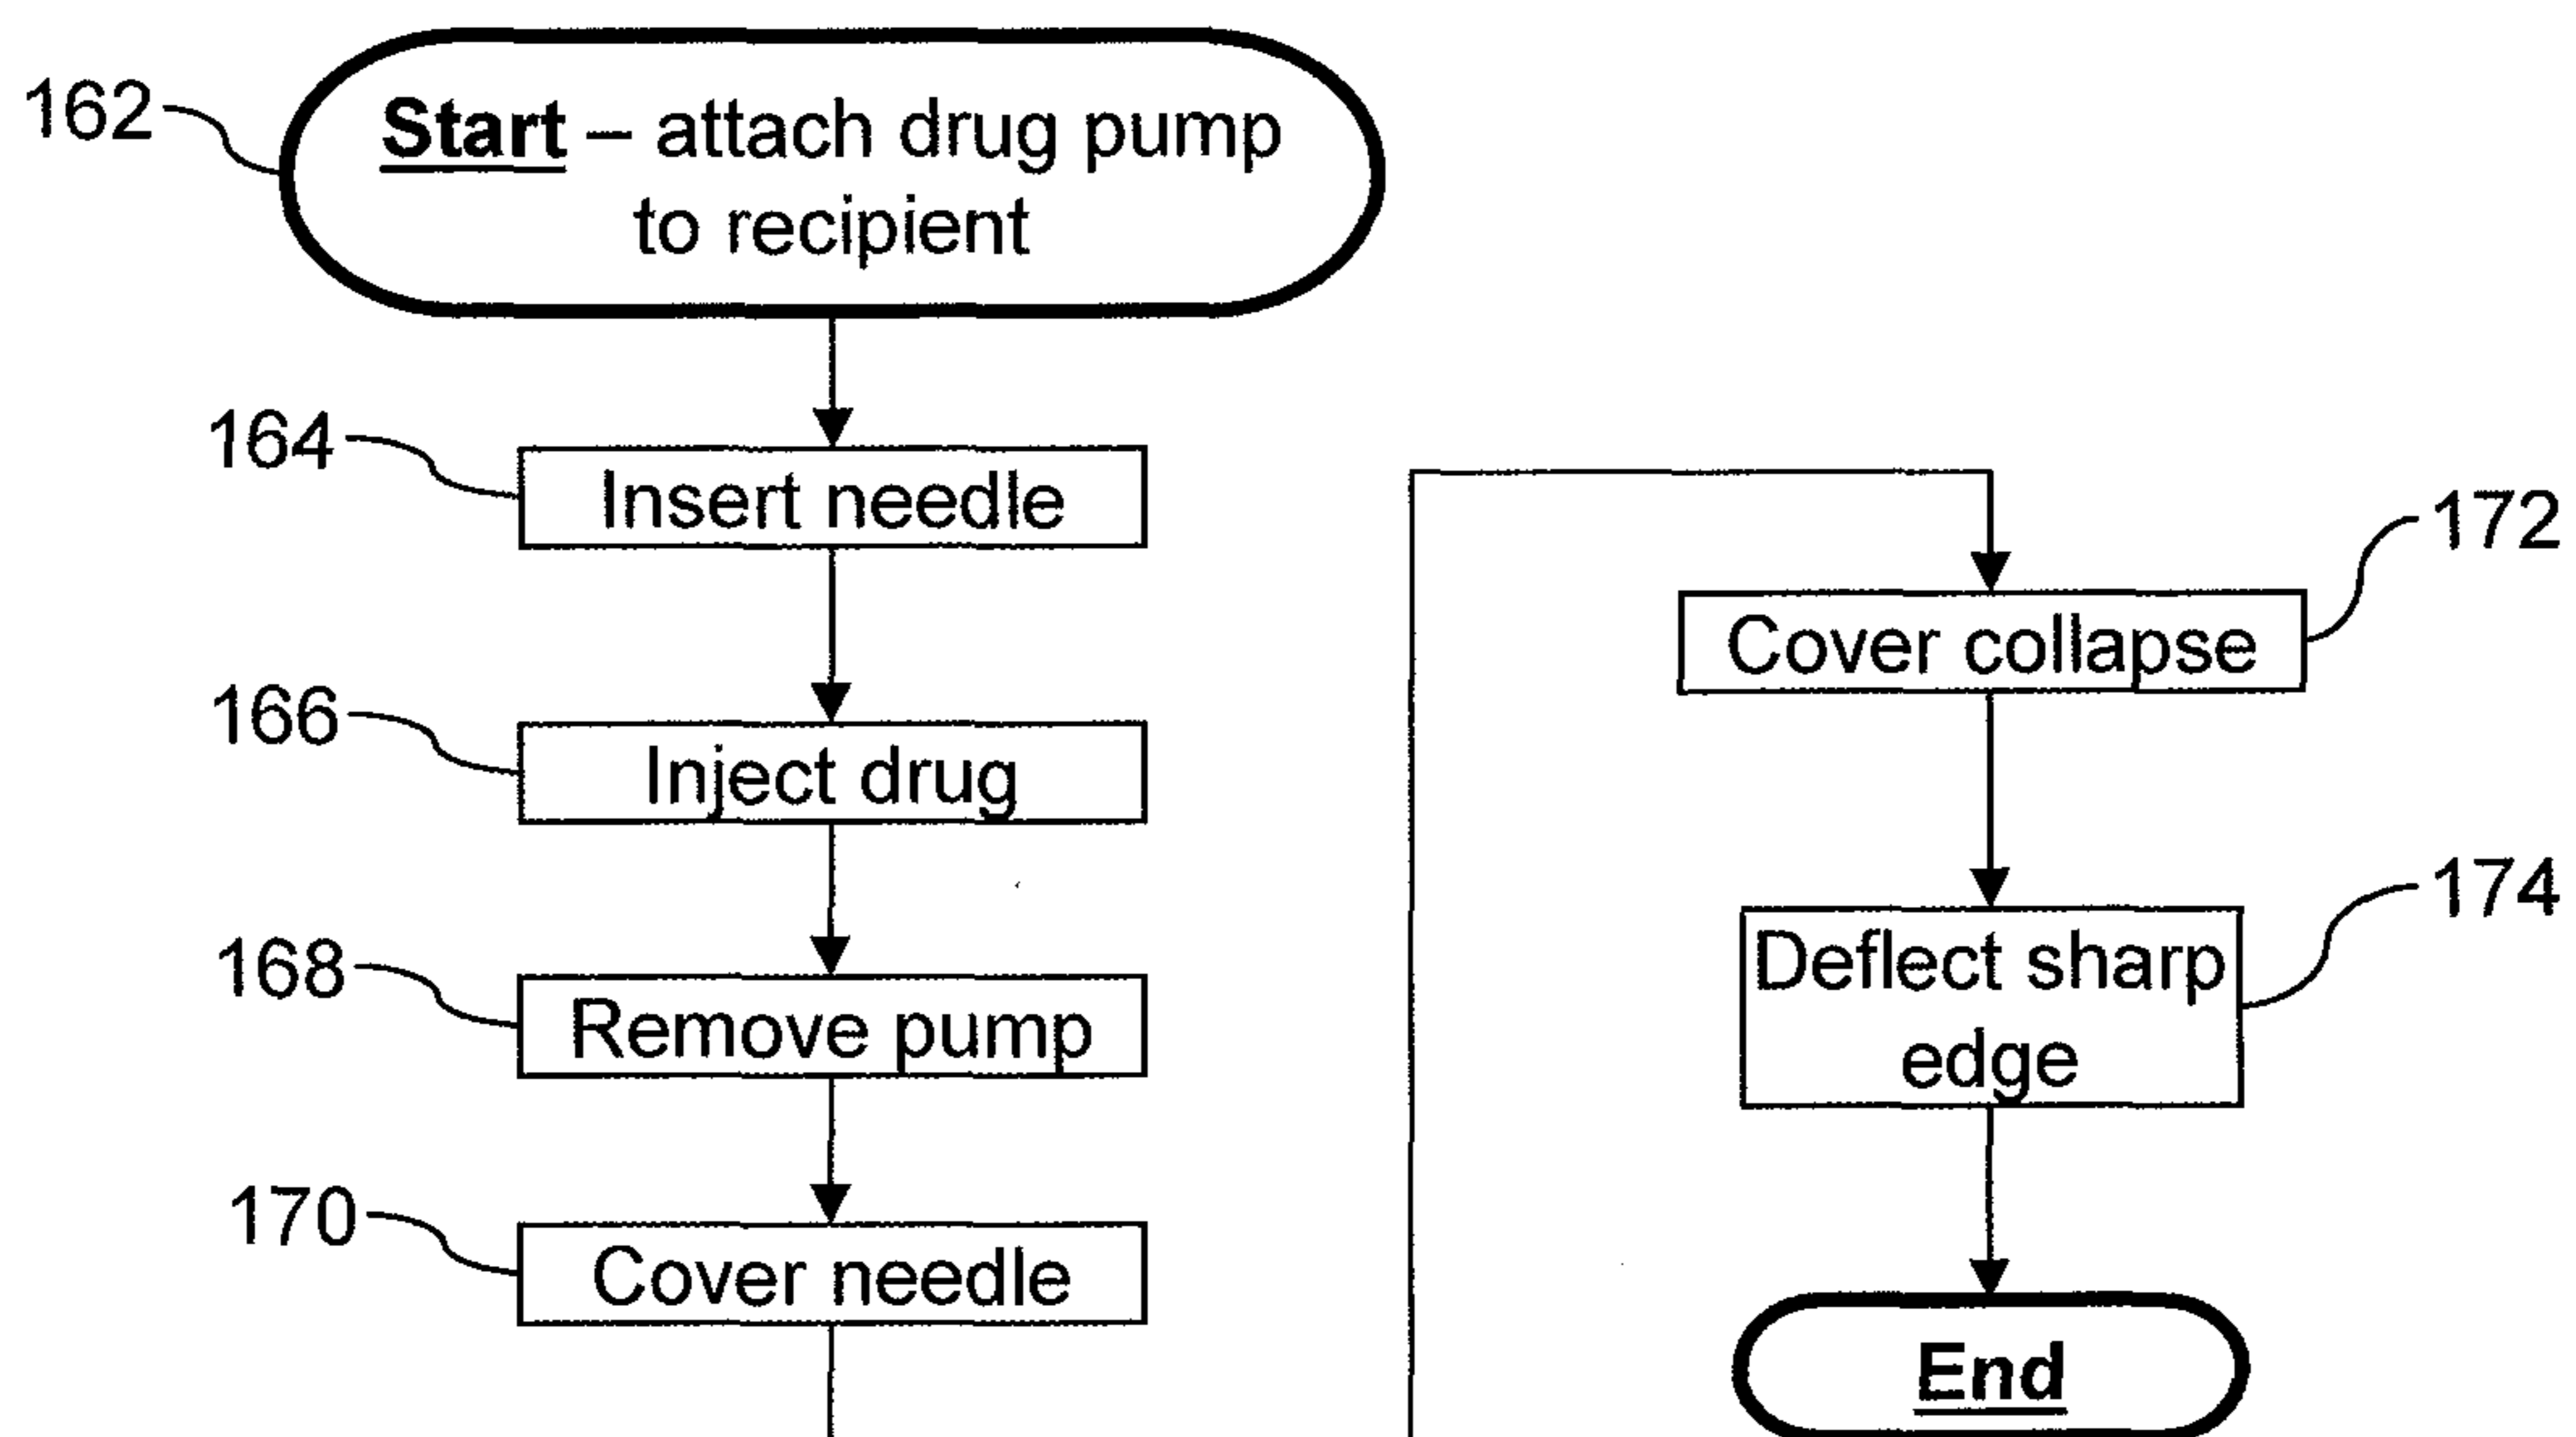 162
Start – attach drug pump
to recipient
164
Insert needle
166
Inject drug
168
Remove pump
170
Cover needle
172
Cover collapse
174
Deflect sharp
edge
End